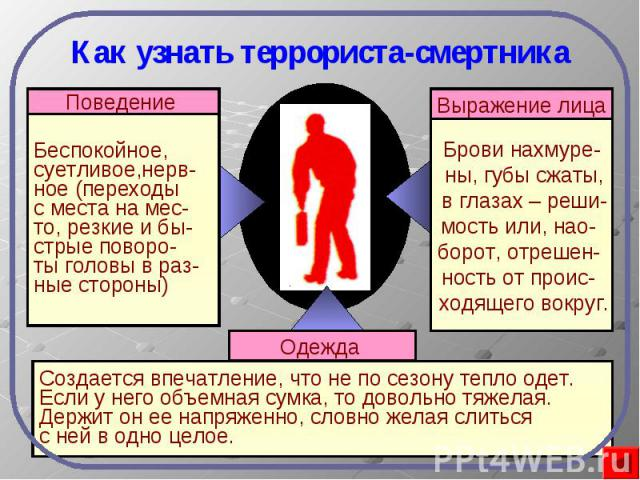 Как узнать террориста-смертника
Поведение
Беспокойное,
суетливое,нерв-
ное (переходы
с места на мес-
то, резкие и бы-
стрые поворо-
ты головы в раз-
ные стороны)
Выражение лица
Брови нахмуре-
ны, губы сжаты,
в глазах – реши-
мость или, нао-
борот, отрешен-
ность от проис-
ходящего вокруг.
Одежда
Создается впечатление, что не по сезону тепло одет.
Если у него объемная сумка, то довольно тяжелая.
Держит он ее напряженно, словно желая слиться
с ней в одно целое.
PPt4WEB.ru